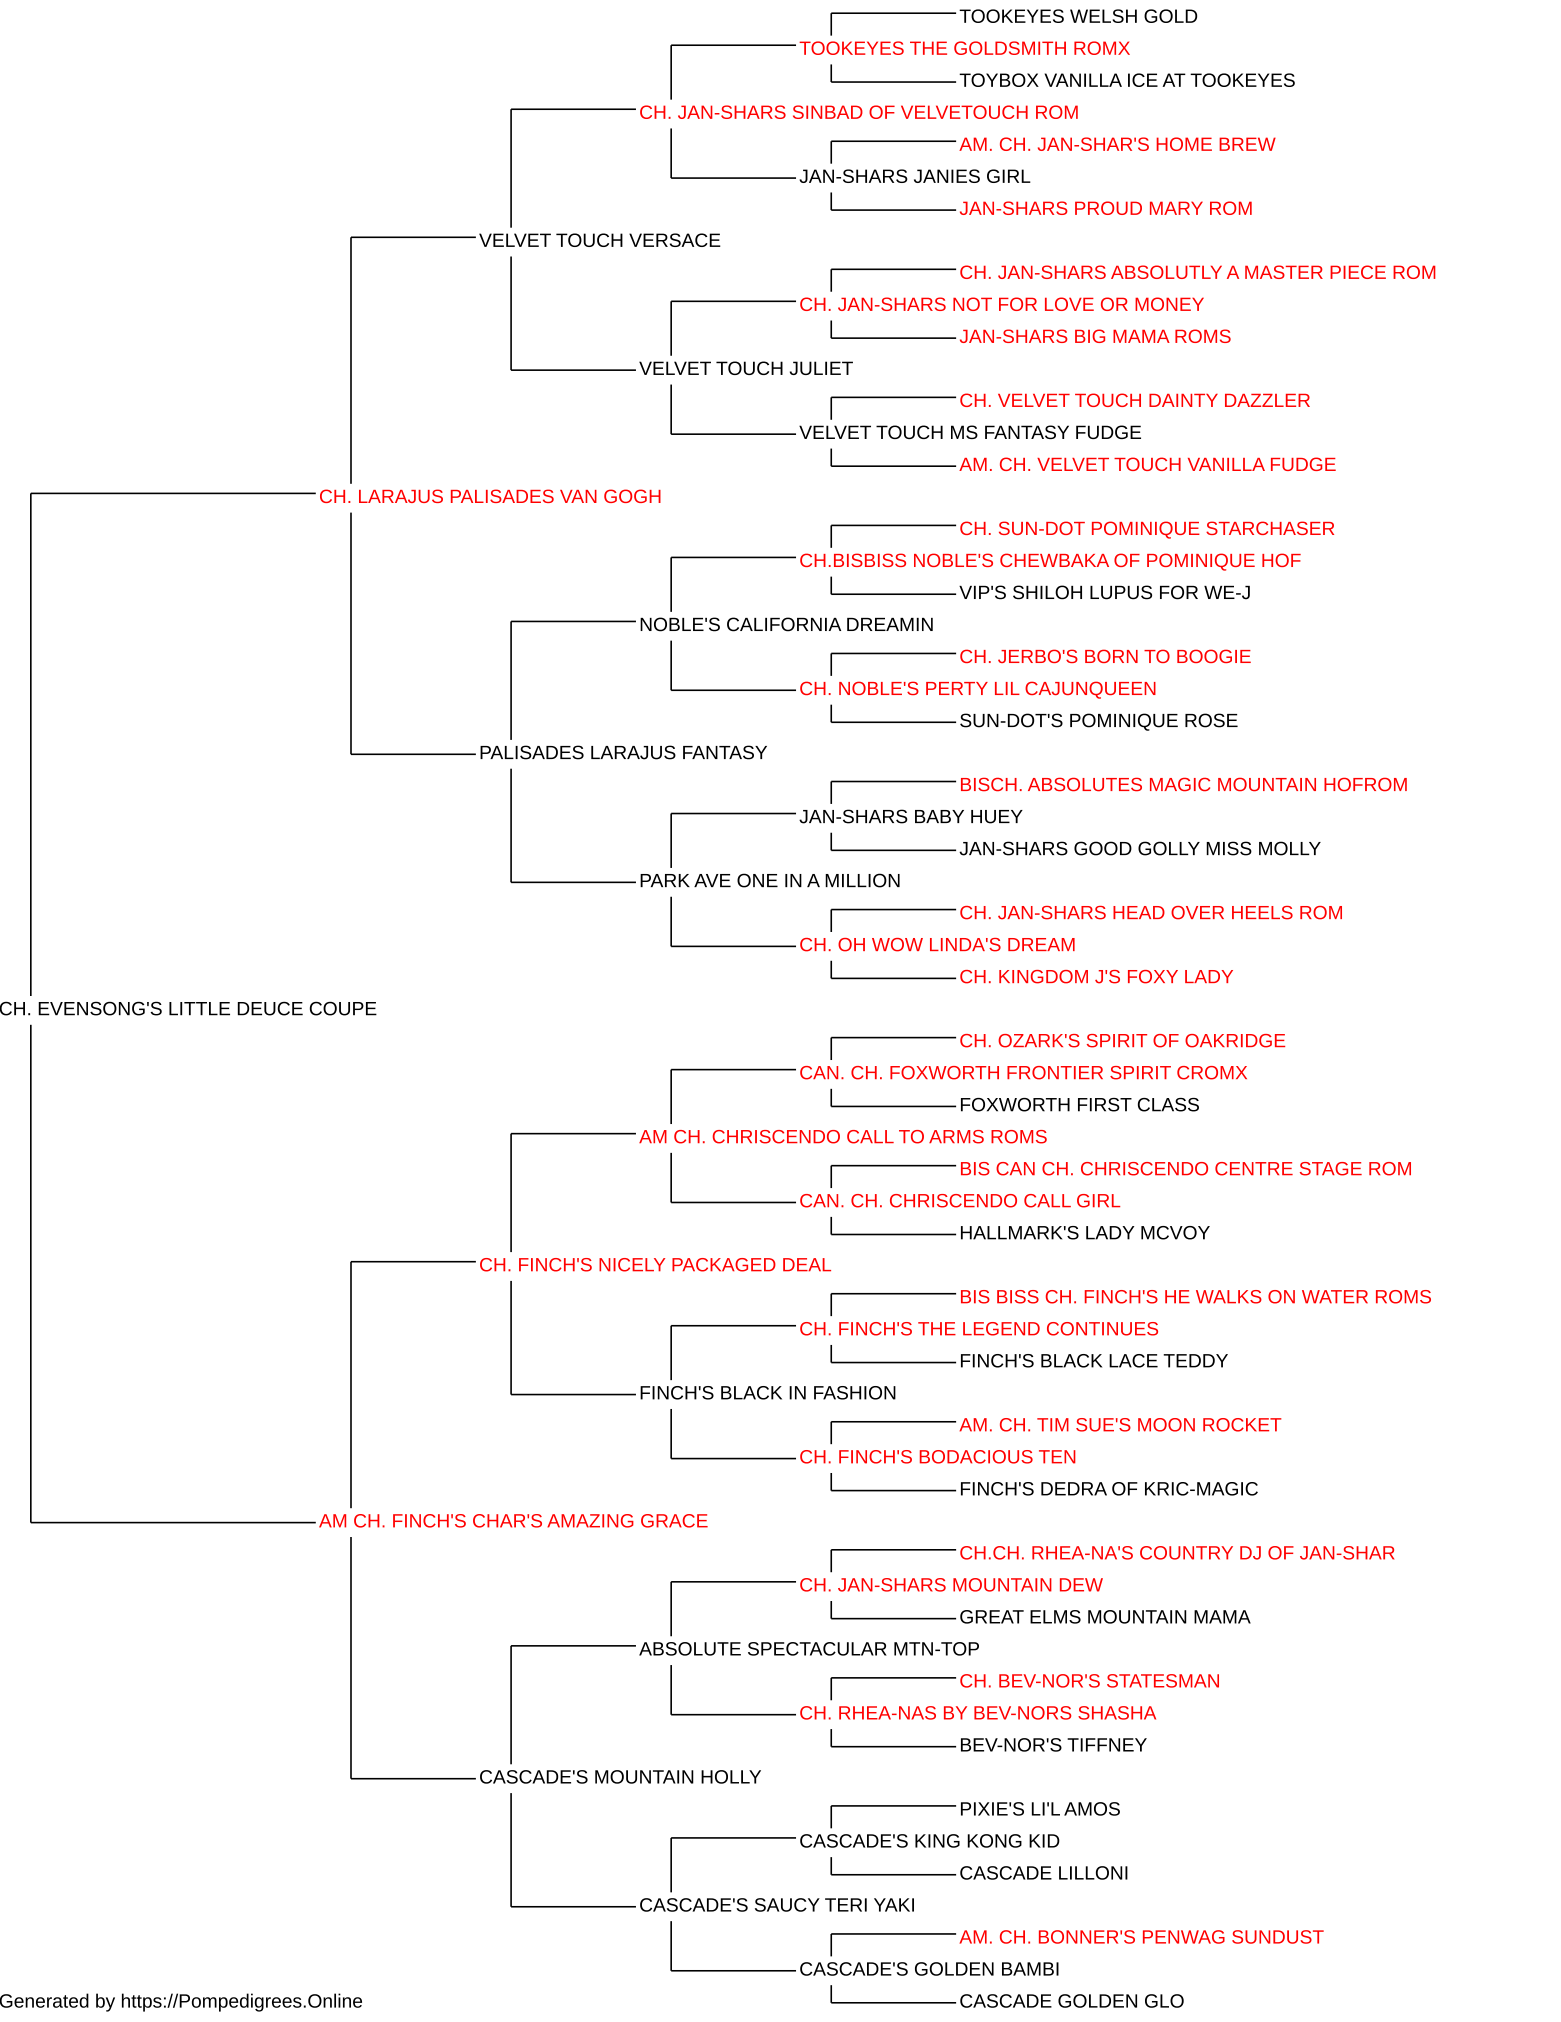 TOOKEYES WELSH GOLD
TOOKEYES THE GOLDSMITH ROMX
TOYBOX VANILLA ICE AT TOOKEYES
CH. JAN-SHARS SINBAD OF VELVETOUCH ROM
AM. CH. JAN-SHAR'S HOME BREW
JAN-SHARS JANIES GIRL
JAN-SHARS PROUD MARY ROM
VELVET TOUCH VERSACE
CH. JAN-SHARS ABSOLUTLY A MASTER PIECE ROM
CH. JAN-SHARS NOT FOR LOVE OR MONEY
JAN-SHARS BIG MAMA ROMS
VELVET TOUCH JULIET
CH. VELVET TOUCH DAINTY DAZZLER
VELVET TOUCH MS FANTASY FUDGE
AM. CH. VELVET TOUCH VANILLA FUDGE
CH. LARAJUS PALISADES VAN GOGH
CH. SUN-DOT POMINIQUE STARCHASER
CH.BISBISS NOBLE'S CHEWBAKA OF POMINIQUE HOF
VIP'S SHILOH LUPUS FOR WE-J
NOBLE'S CALIFORNIA DREAMIN
CH. JERBO'S BORN TO BOOGIE
CH. NOBLE'S PERTY LIL CAJUNQUEEN
SUN-DOT'S POMINIQUE ROSE
PALISADES LARAJUS FANTASY
BISCH. ABSOLUTES MAGIC MOUNTAIN HOFROM
JAN-SHARS BABY HUEY
JAN-SHARS GOOD GOLLY MISS MOLLY
PARK AVE ONE IN A MILLION
CH. JAN-SHARS HEAD OVER HEELS ROM
CH. OH WOW LINDA'S DREAM
CH. KINGDOM J'S FOXY LADY
CH. EVENSONG'S LITTLE DEUCE COUPE
CH. OZARK'S SPIRIT OF OAKRIDGE
CAN. CH. FOXWORTH FRONTIER SPIRIT CROMX
FOXWORTH FIRST CLASS
AM CH. CHRISCENDO CALL TO ARMS ROMS
BIS CAN CH. CHRISCENDO CENTRE STAGE ROM
CAN. CH. CHRISCENDO CALL GIRL
HALLMARK'S LADY MCVOY
CH. FINCH'S NICELY PACKAGED DEAL
BIS BISS CH. FINCH'S HE WALKS ON WATER ROMS
CH. FINCH'S THE LEGEND CONTINUES
FINCH'S BLACK LACE TEDDY
FINCH'S BLACK IN FASHION
AM. CH. TIM SUE'S MOON ROCKET
CH. FINCH'S BODACIOUS TEN
FINCH'S DEDRA OF KRIC-MAGIC
AM CH. FINCH'S CHAR'S AMAZING GRACE
CH.CH. RHEA-NA'S COUNTRY DJ OF JAN-SHAR
CH. JAN-SHARS MOUNTAIN DEW
GREAT ELMS MOUNTAIN MAMA
ABSOLUTE SPECTACULAR MTN-TOP
CH. BEV-NOR'S STATESMAN
CH. RHEA-NAS BY BEV-NORS SHASHA
BEV-NOR'S TIFFNEY
CASCADE'S MOUNTAIN HOLLY
PIXIE'S LI'L AMOS
CASCADE'S KING KONG KID
CASCADE LILLONI
CASCADE'S SAUCY TERI YAKI
AM. CH. BONNER'S PENWAG SUNDUST
CASCADE'S GOLDEN BAMBI
CASCADE GOLDEN GLO
Generated by https://Pompedigrees.Online